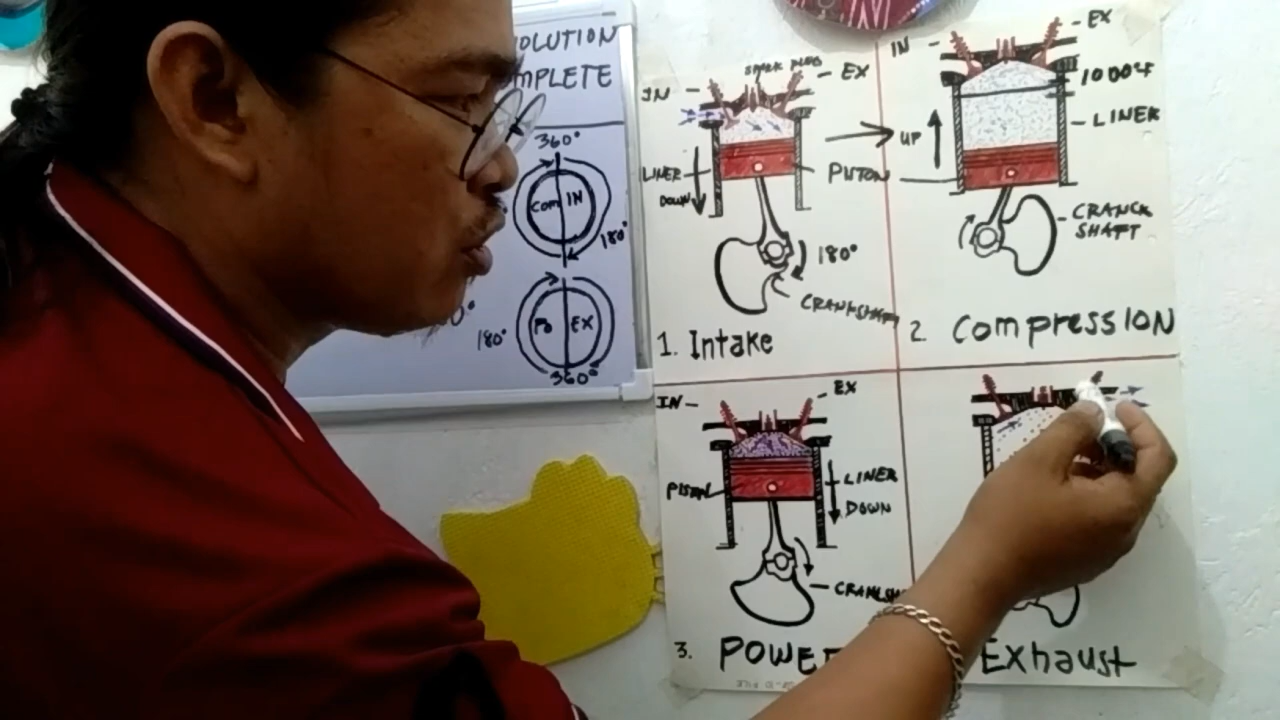 OLUTION
MPLETE
360°
Com IN
180°
Po EX
180°
360°
SPARK PLUG
IN
EX
LINER
DOWN
PISTON
180°
CRANKSHAFT
1. Intake
IN
EX
1000°F
LINER
UP
CRANCK
SHAFT
2 CompressION
IN
EX
PISTON
LINER
DOWN
CRANKSH
3. POWE
Exhaust